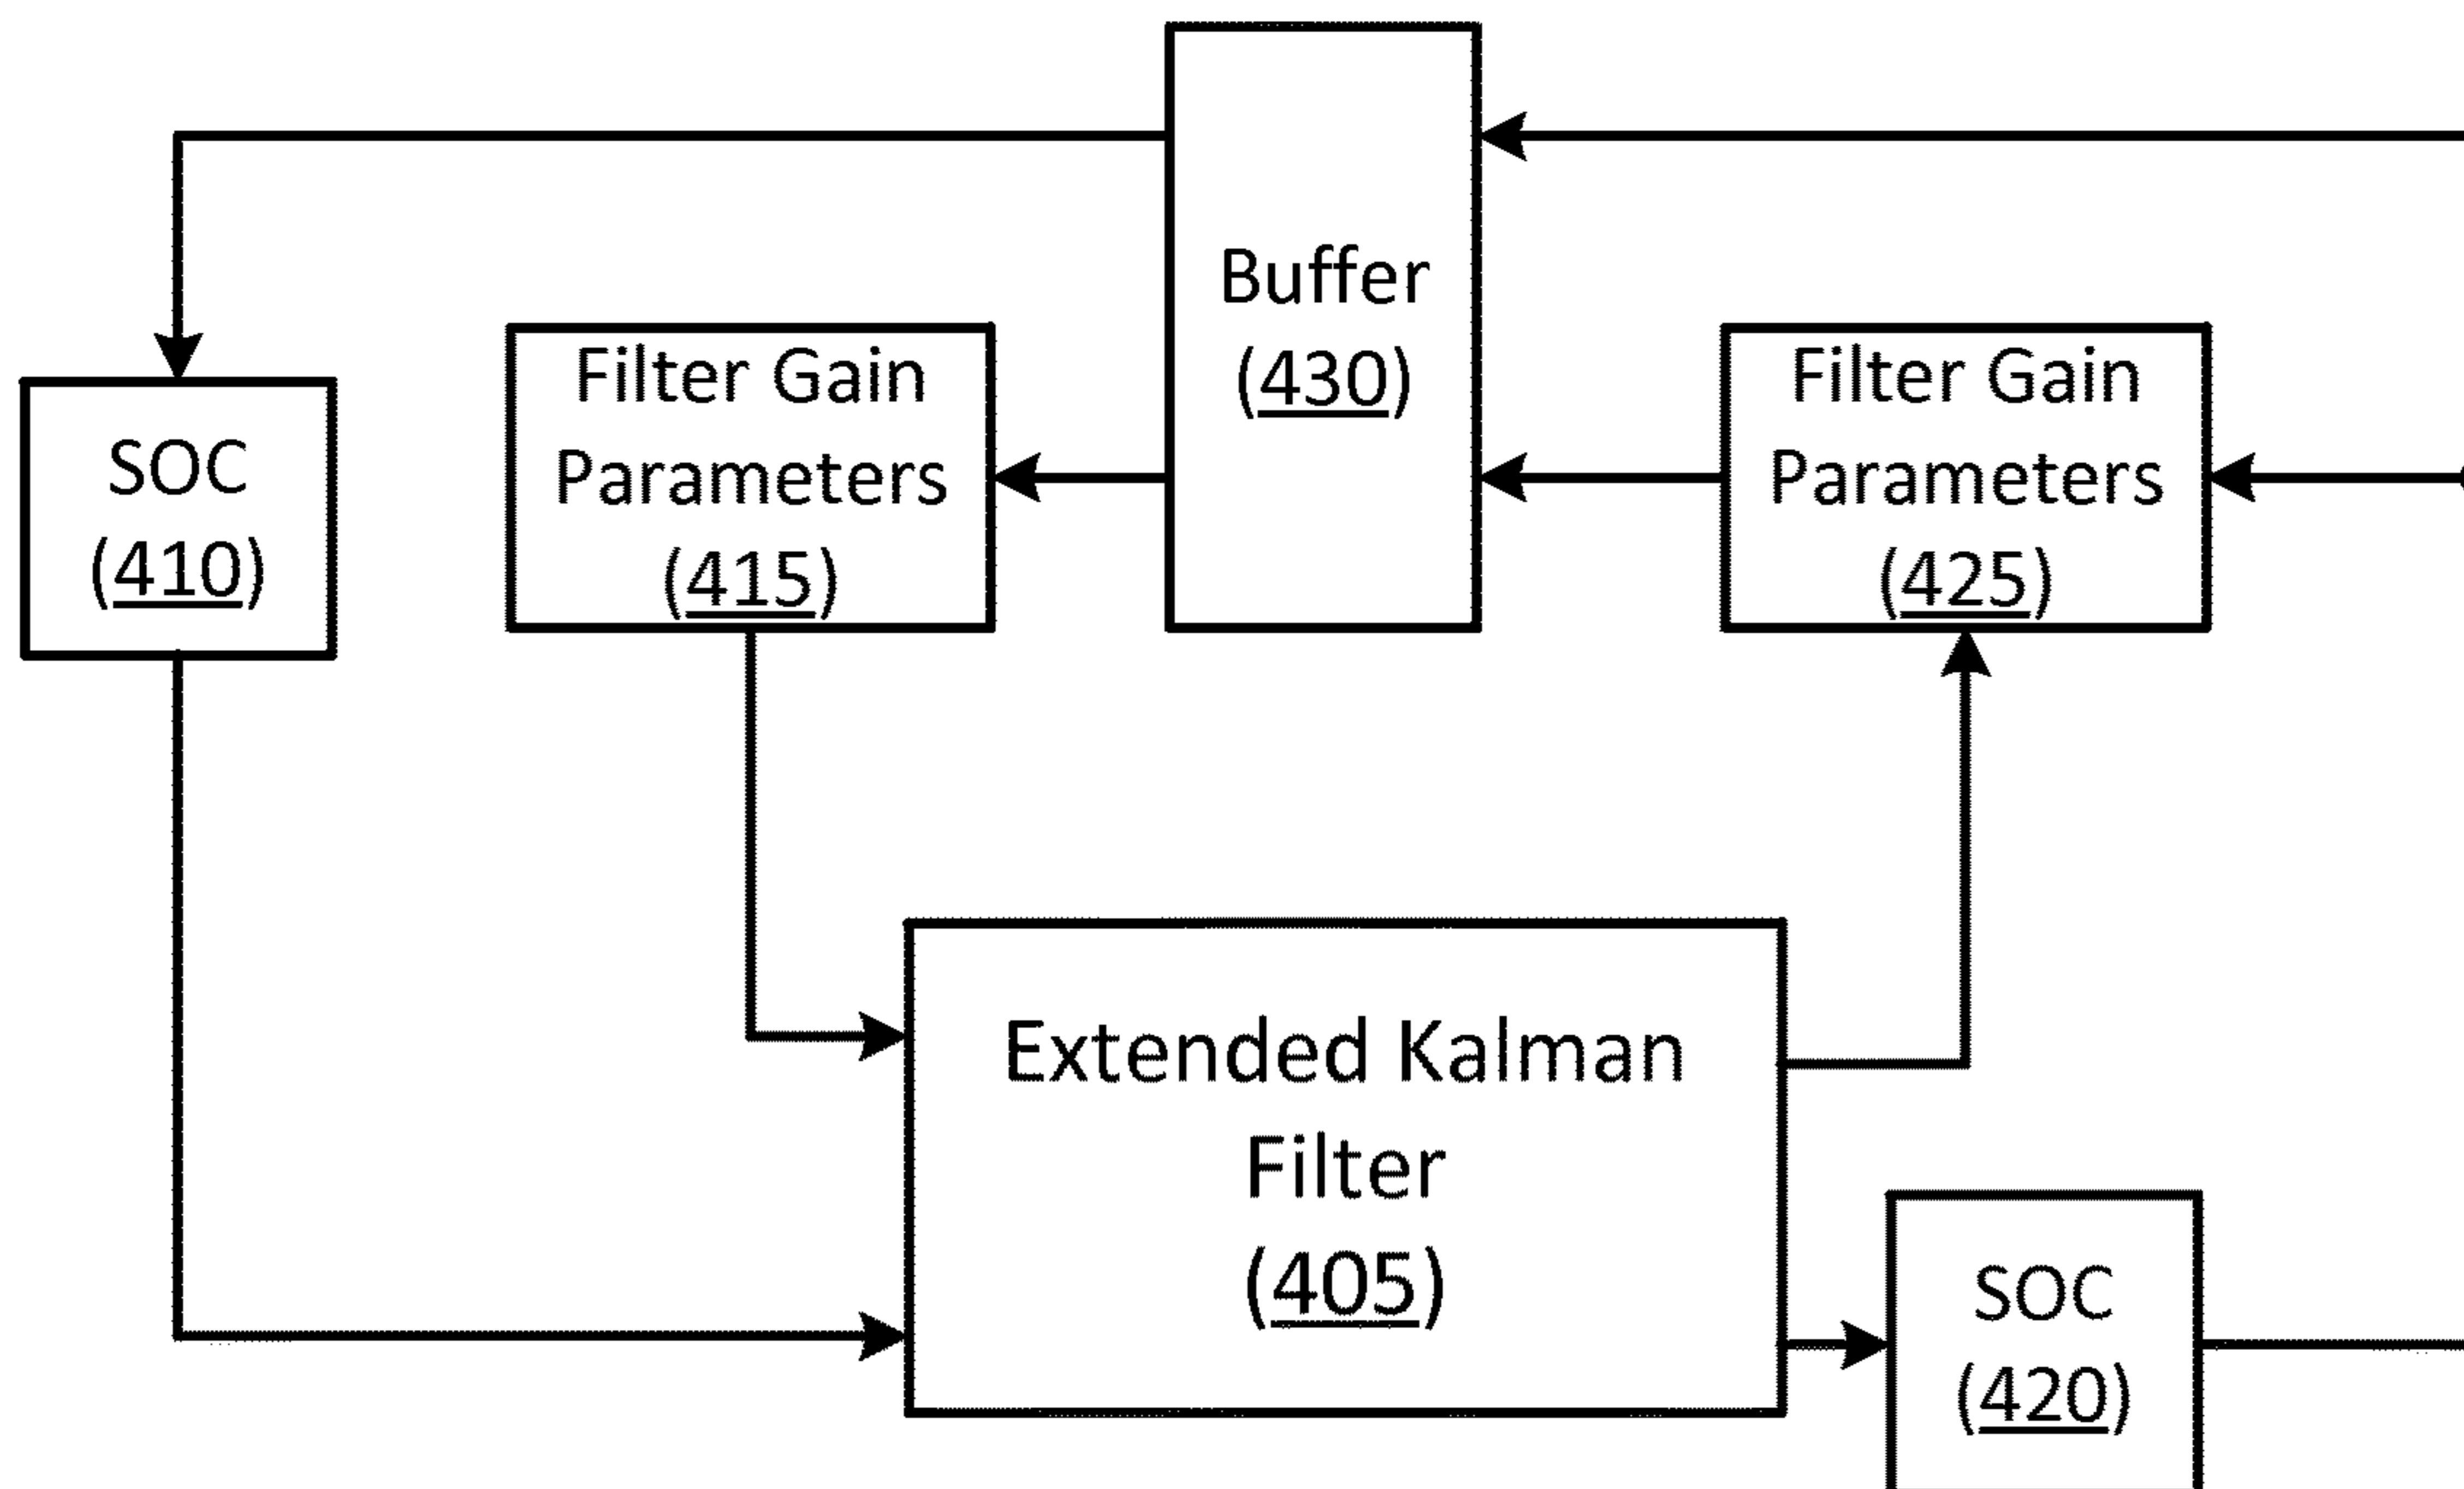 Buffer
(430)
Filter Gain
Parameters
(415)
Filter Gain
Parameters
(425)
SOC
(410)
Extended Kalman
Filter
(405)
SOC
(420)